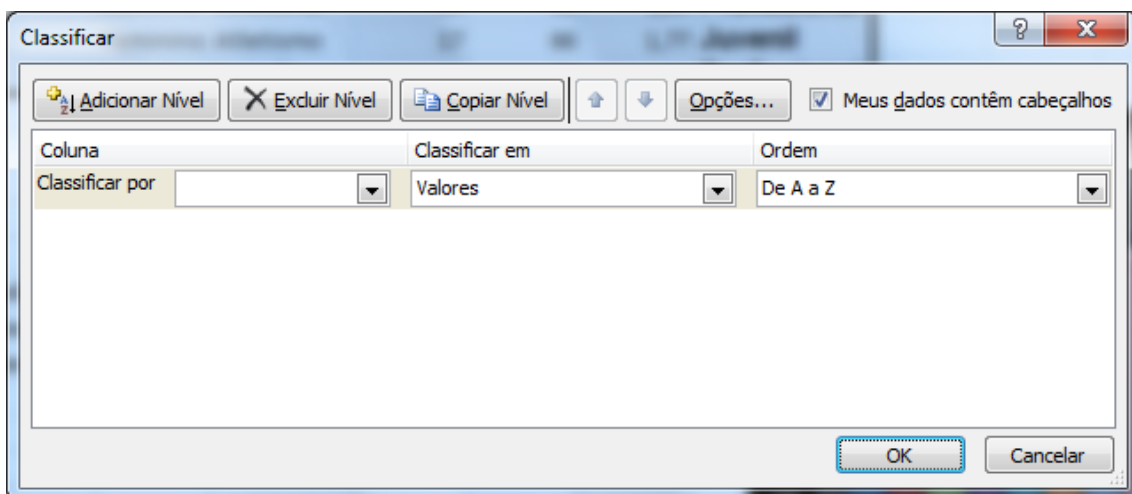 Classificar
Adicionar Nível Excluir Nível Copiar Nível Opções... Meus dados contêm cabeçalhos
Coluna Classificar em Ordem
Classificar por Valores De A a Z
OK Cancelar